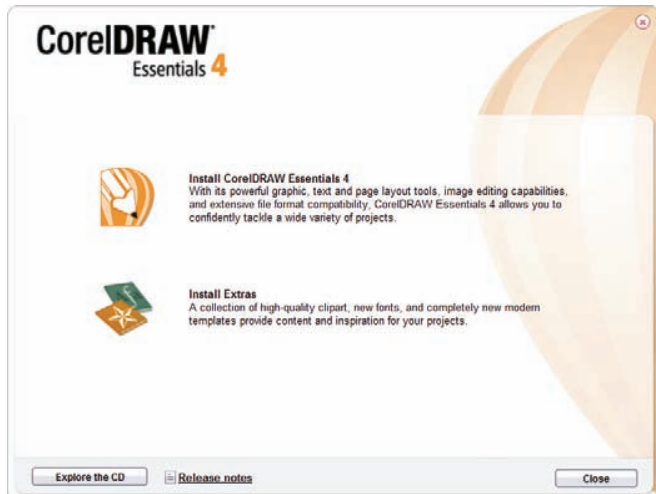 CorelDRAW
Essentials 4
Install CorelDRAW Essentials 4
With its powerful graphic, text and page layout tools, image editing capabilities,
and extensive file format compatibility, CorelDRAW Essentials 4 allows you to
confidently tackle a wide variety of projects.
Install Extras
A collection of high-quality clipart, new fonts, and completely new modern
templates provide content and inspiration for your projects.
Explore the CD
Release notes
Close